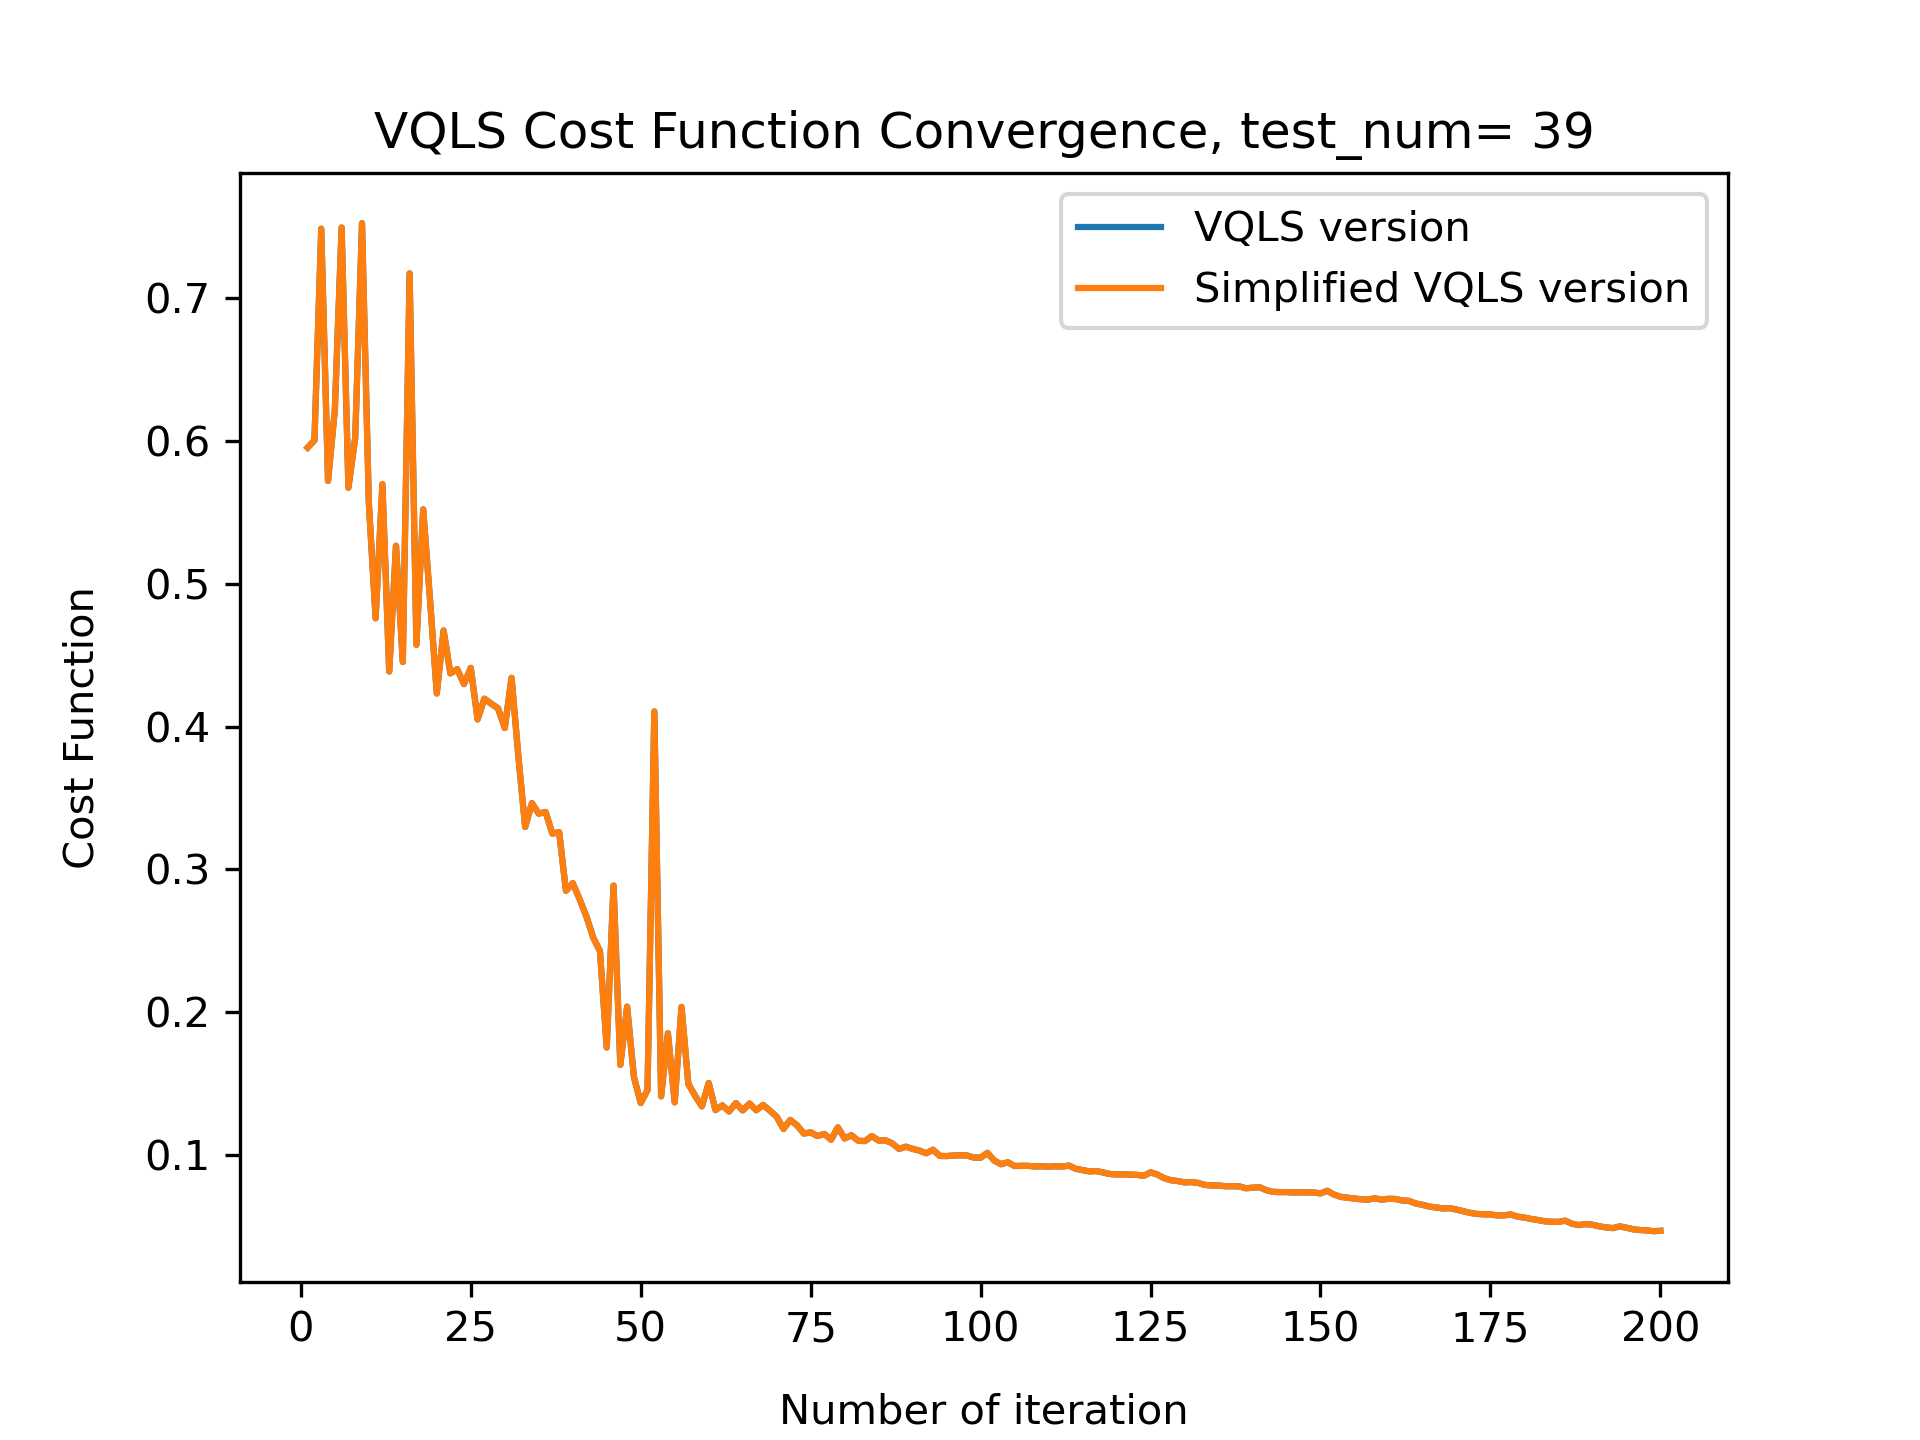 VQLS Cost Function Convergence, test_num= 39
VQLS version
Simplified VQLS version
Cost Function
0.7
0.6
0.5
0.4
0.3
0.2
0.1
0 25 50 75 100 125 150 175 200
Number of iteration